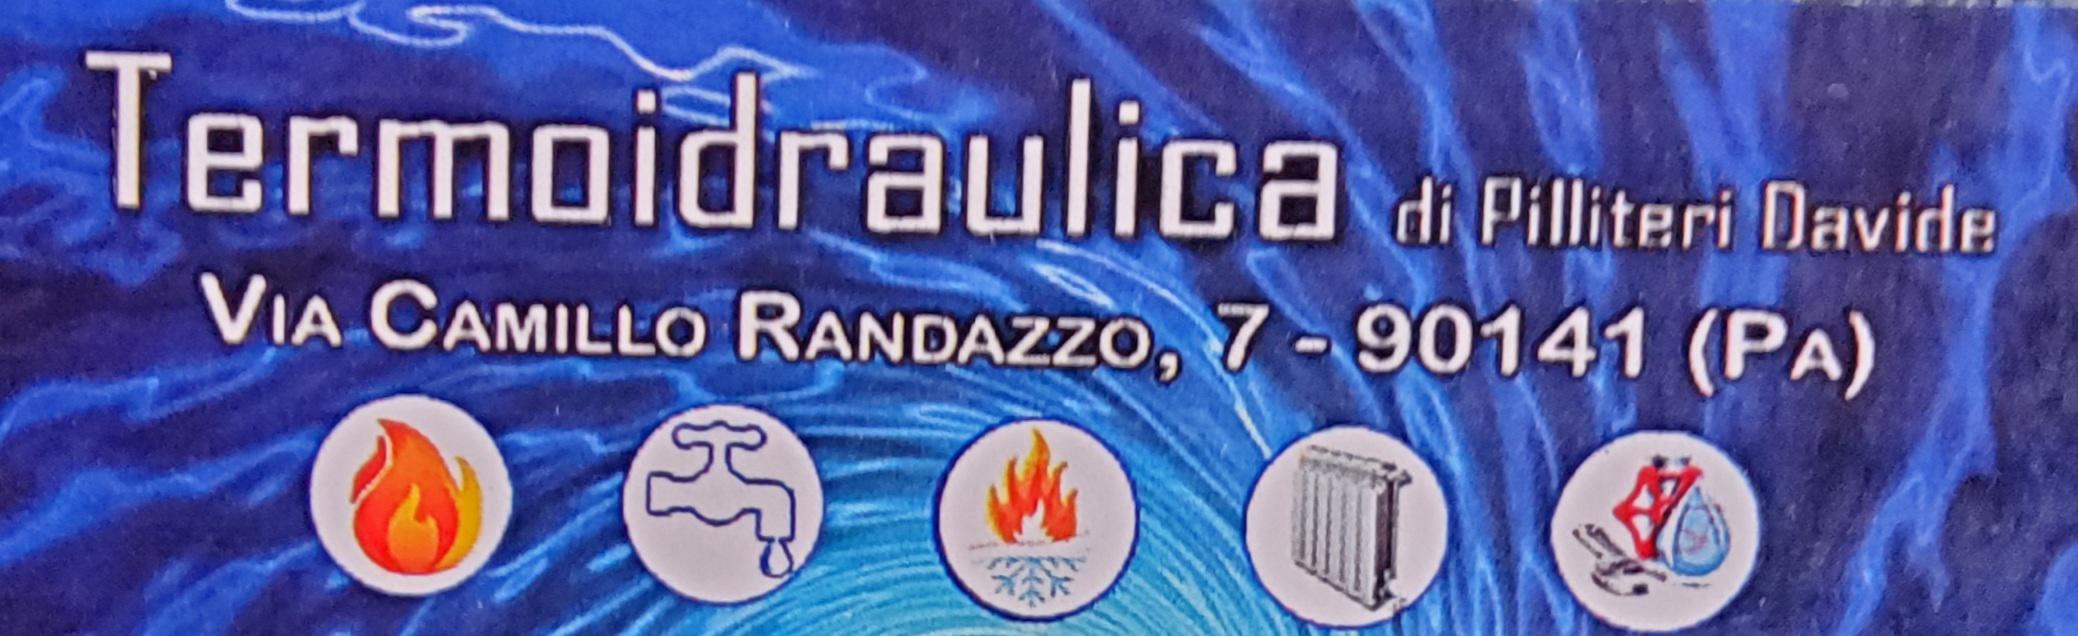 Termoidraulica di Pilliteri Davide
VIA CAMILLO RANDAZZO, 7 - 90141 (PA)